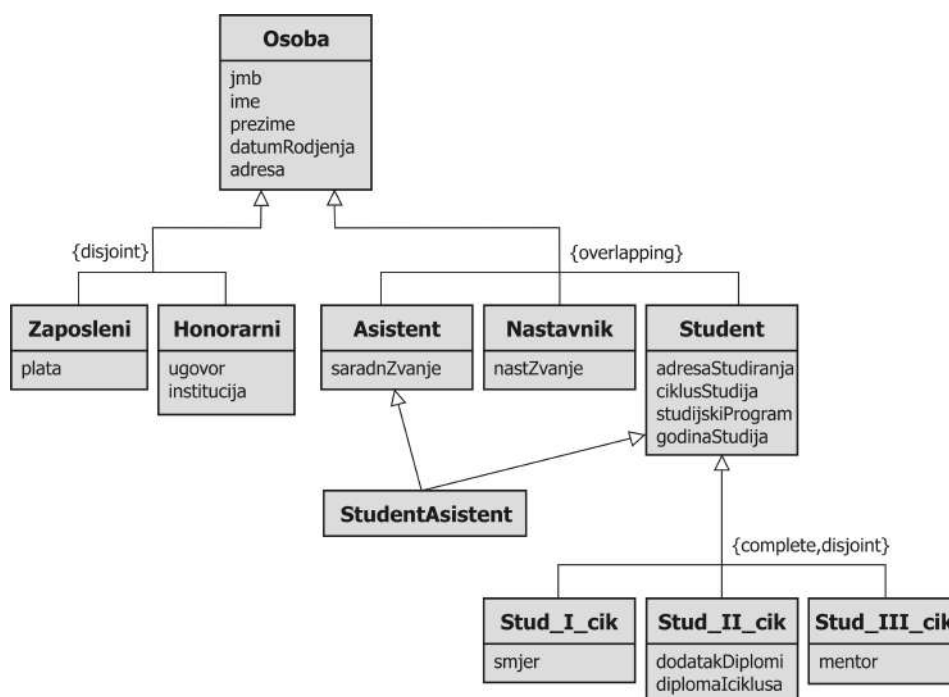 Osoba
jmb
ime
prezime
datumRodjenja
adresa
{disjoint}
{overlapping}
Zaposleni
plata
Honorarni
ugovor
institucija
Asistent
saradnZvanje
Nastavnik
nastZvanje
Student
adresaStudiranja
ciklusStudija
studijskiProgram
godinaStudija
StudentAsistent
{complete,disjoint}
Stud_I_cik
smjer
Stud_II_cik
dodatakDiplomi
diplomaIciklusa
Stud_III_cik
mentor